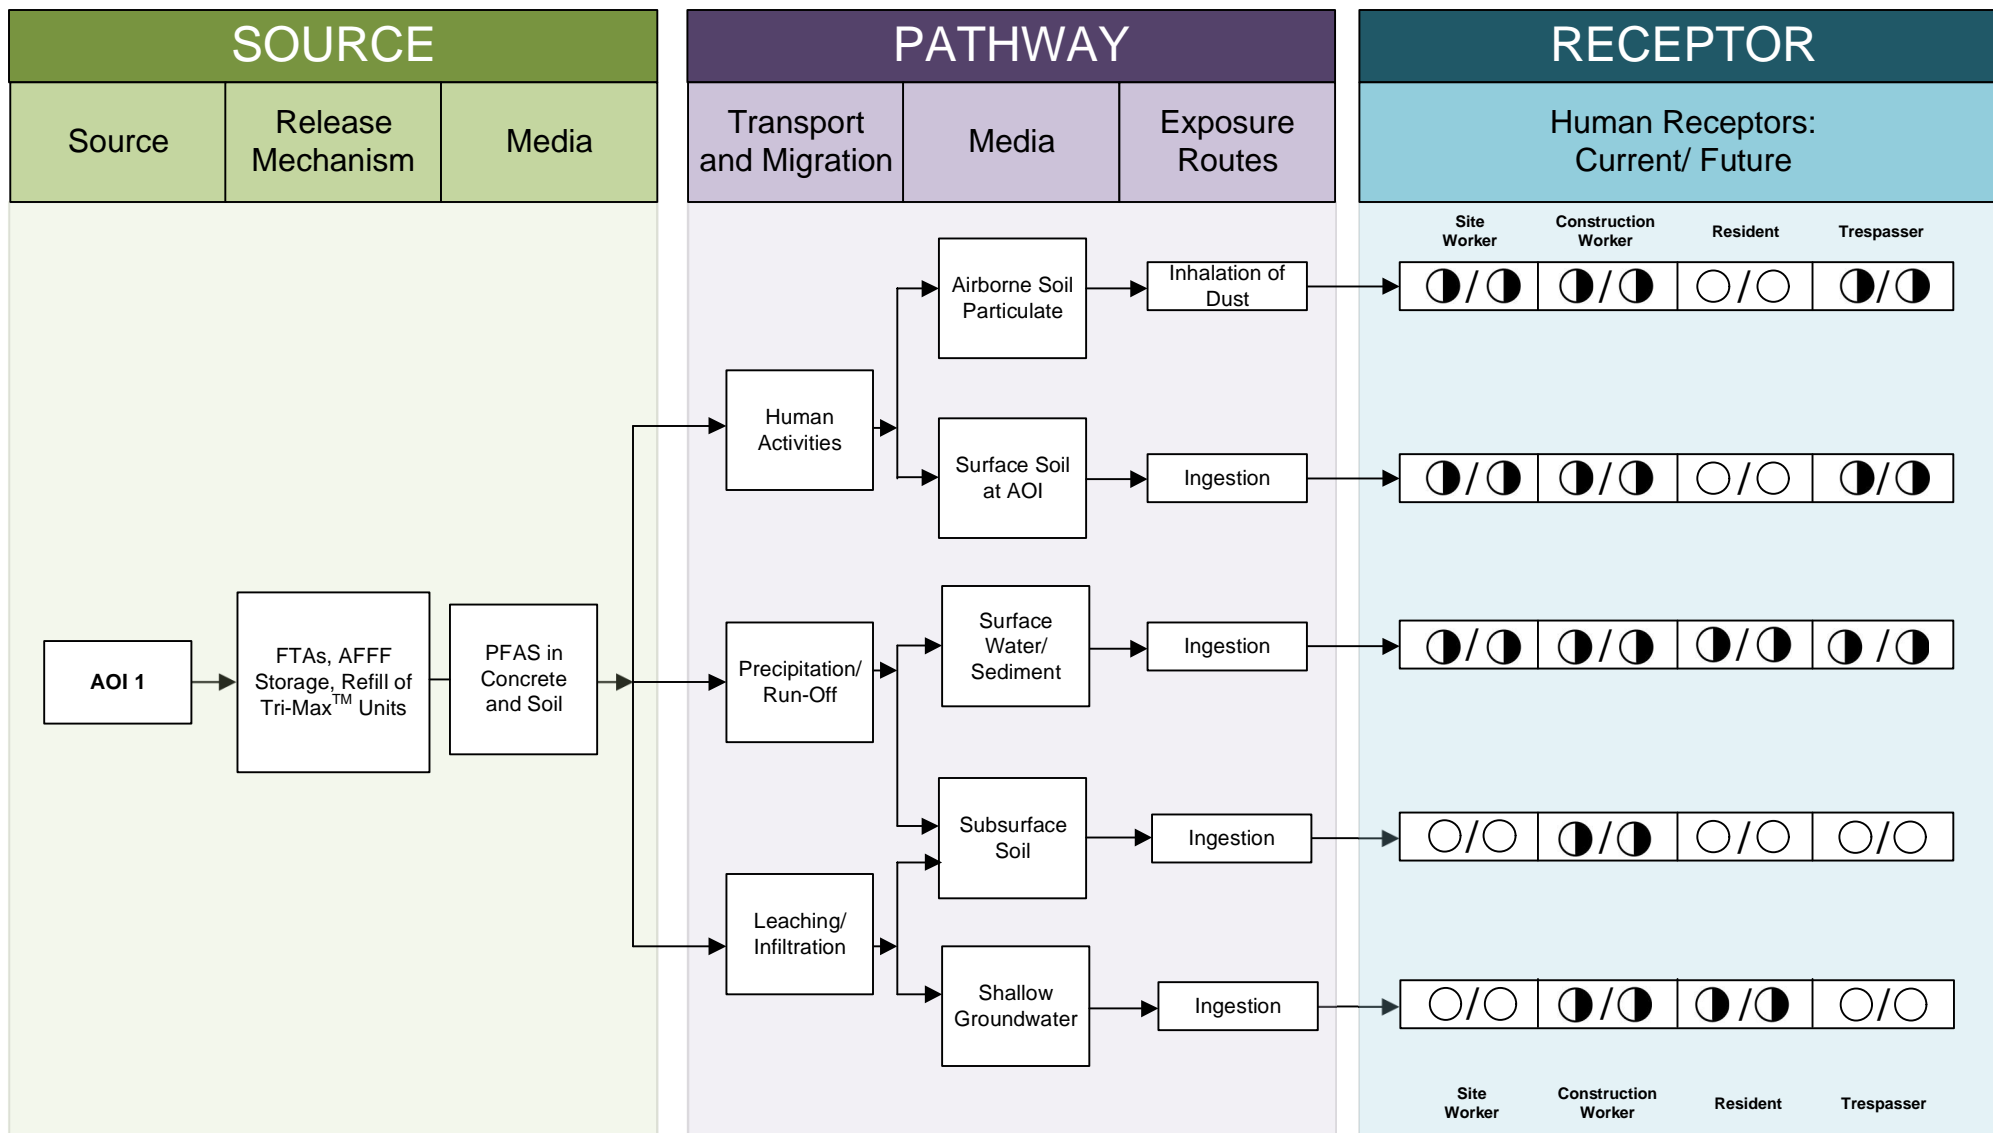 SOURCE
PATHWAY
RECEPTOR
Source
Release
Mechanism
Media
Transport
and Migration
Media
Exposure
Routes
Human Receptors:
Current/ Future
Site
Worker
Construction
Worker
Resident
Trespasser
Airborne Soil
Particulate
Inhalation of
Dust
/
/
/
/
Human
Activities
Surface Soil
at AOI
Ingestion
/
/
/
/
AOI 1
FTAs, AFFF
Storage, Refill of
Tri-Max™ Units
PFAS in
Concrete
and Soil
Precipitation/
Run-Off
Surface
Water/
Sediment
Ingestion
/
/
/
/
Subsurface
Soil
Ingestion
/
/
/
/
Leaching/
Infiltration
Shallow
Groundwater
Ingestion
/
/
/
/
Site
Worker
Construction
Worker
Resident
Trespasser